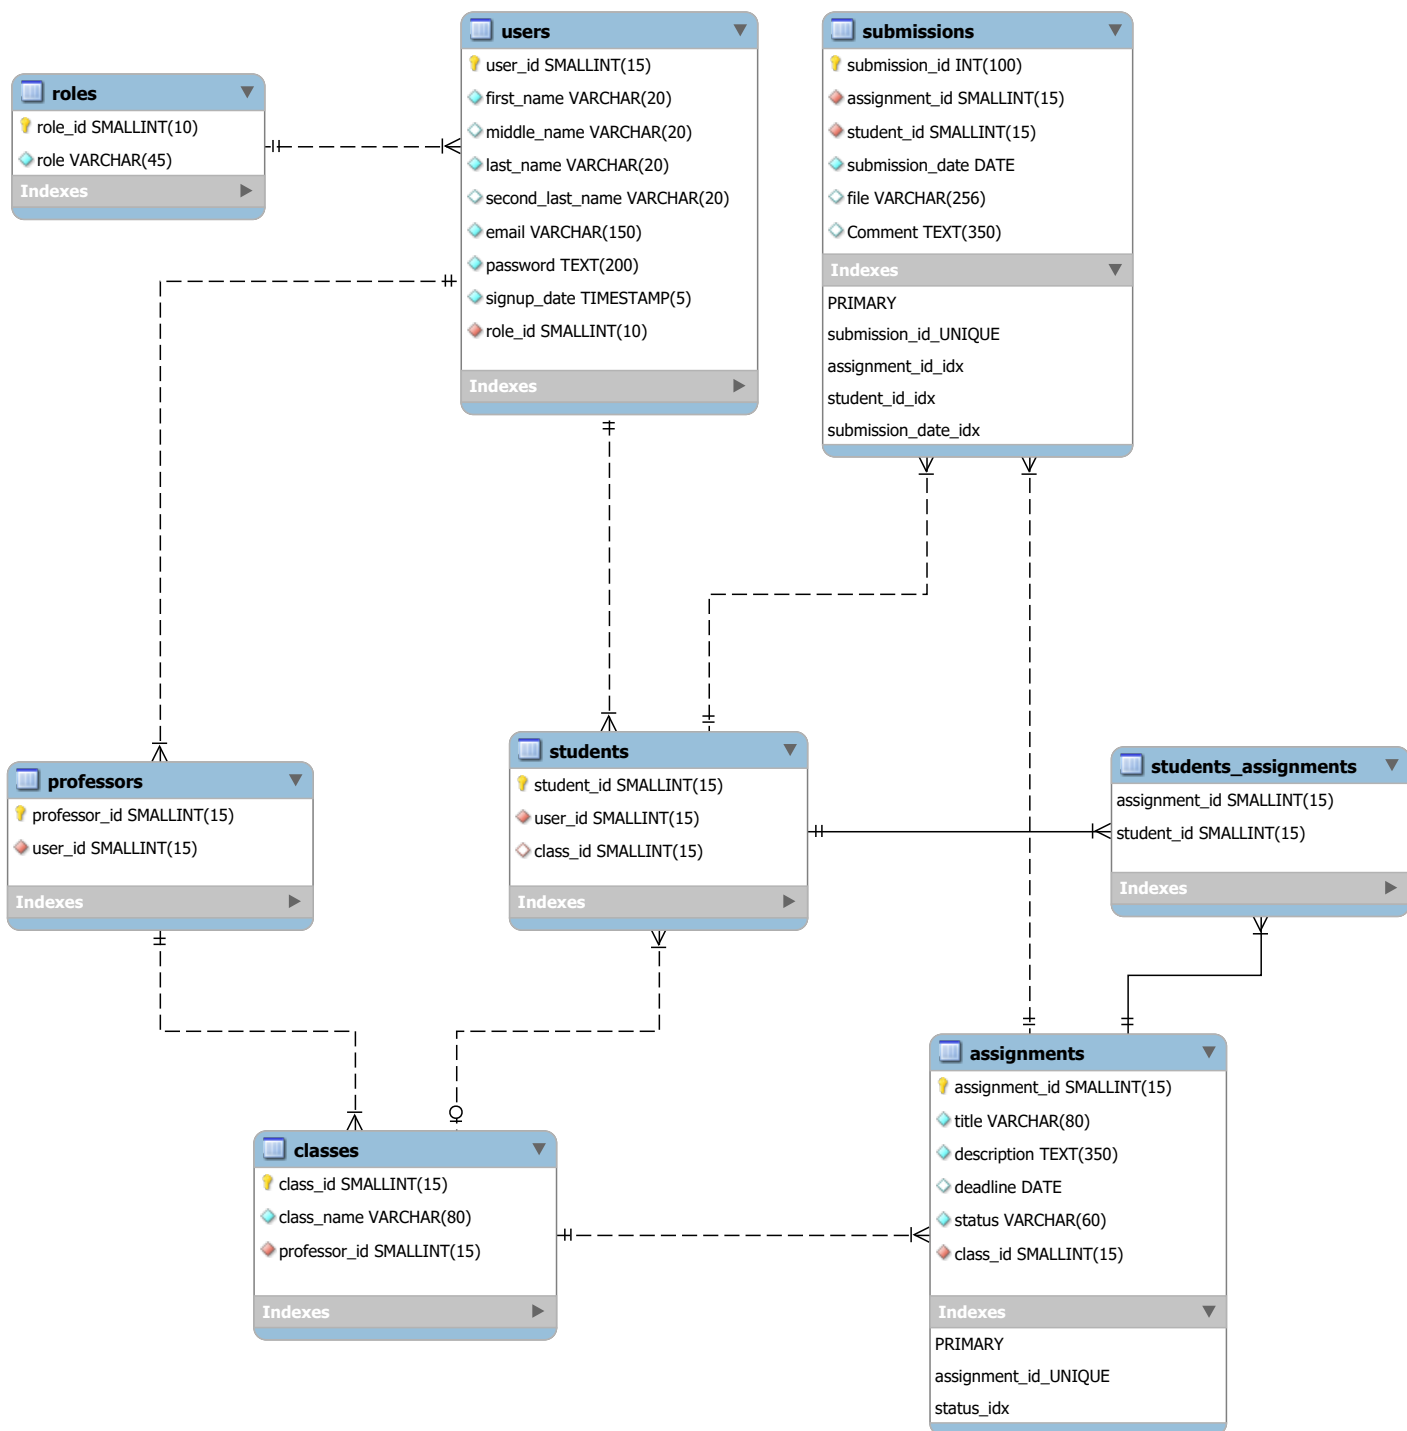 roles
role_id SMALLINT(10)
role VARCHAR(45)
Indexes
users
user_id SMALLINT(15)
first_name VARCHAR(20)
middle_name VARCHAR(20)
last_name VARCHAR(20)
second_last_name VARCHAR(20)
email VARCHAR(150)
password TEXT(200)
signup_date TIMESTAMP(5)
role_id SMALLINT(10)
Indexes
submissions
submission_id INT(100)
assignment_id SMALLINT(15)
student_id SMALLINT(15)
submission_date DATE
file VARCHAR(256)
Comment TEXT(350)
Indexes
PRIMARY
submission_id_UNIQUE
assignment_id_idx
student_id_idx
submission_date_idx
professors
professor_id SMALLINT(15)
user_id SMALLINT(15)
Indexes
students
student_id SMALLINT(15)
user_id SMALLINT(15)
class_id SMALLINT(15)
Indexes
students_assignments
assignment_id SMALLINT(15)
student_id SMALLINT(15)
Indexes
classes
class_id SMALLINT(15)
class_name VARCHAR(80)
professor_id SMALLINT(15)
Indexes
assignments
assignment_id SMALLINT(15)
title VARCHAR(80)
description TEXT(350)
deadline DATE
status VARCHAR(60)
class_id SMALLINT(15)
Indexes
PRIMARY
assignment_id_UNIQUE
status_idx